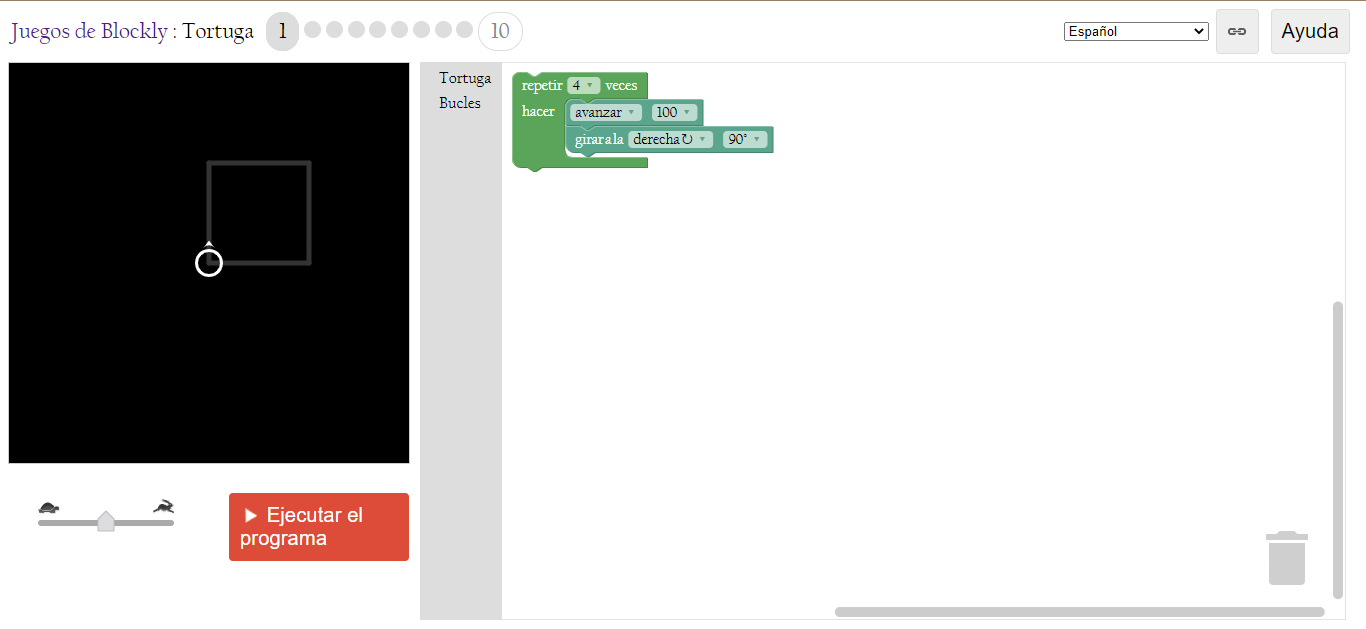 Juegos de Blockly : Tortuga 1 10 Español Ayuda
Tortuga
Bucles
repetir 4 veces
hacer avanzar 100
girar a la derecha↻ 90°
Ejecutar el
programa